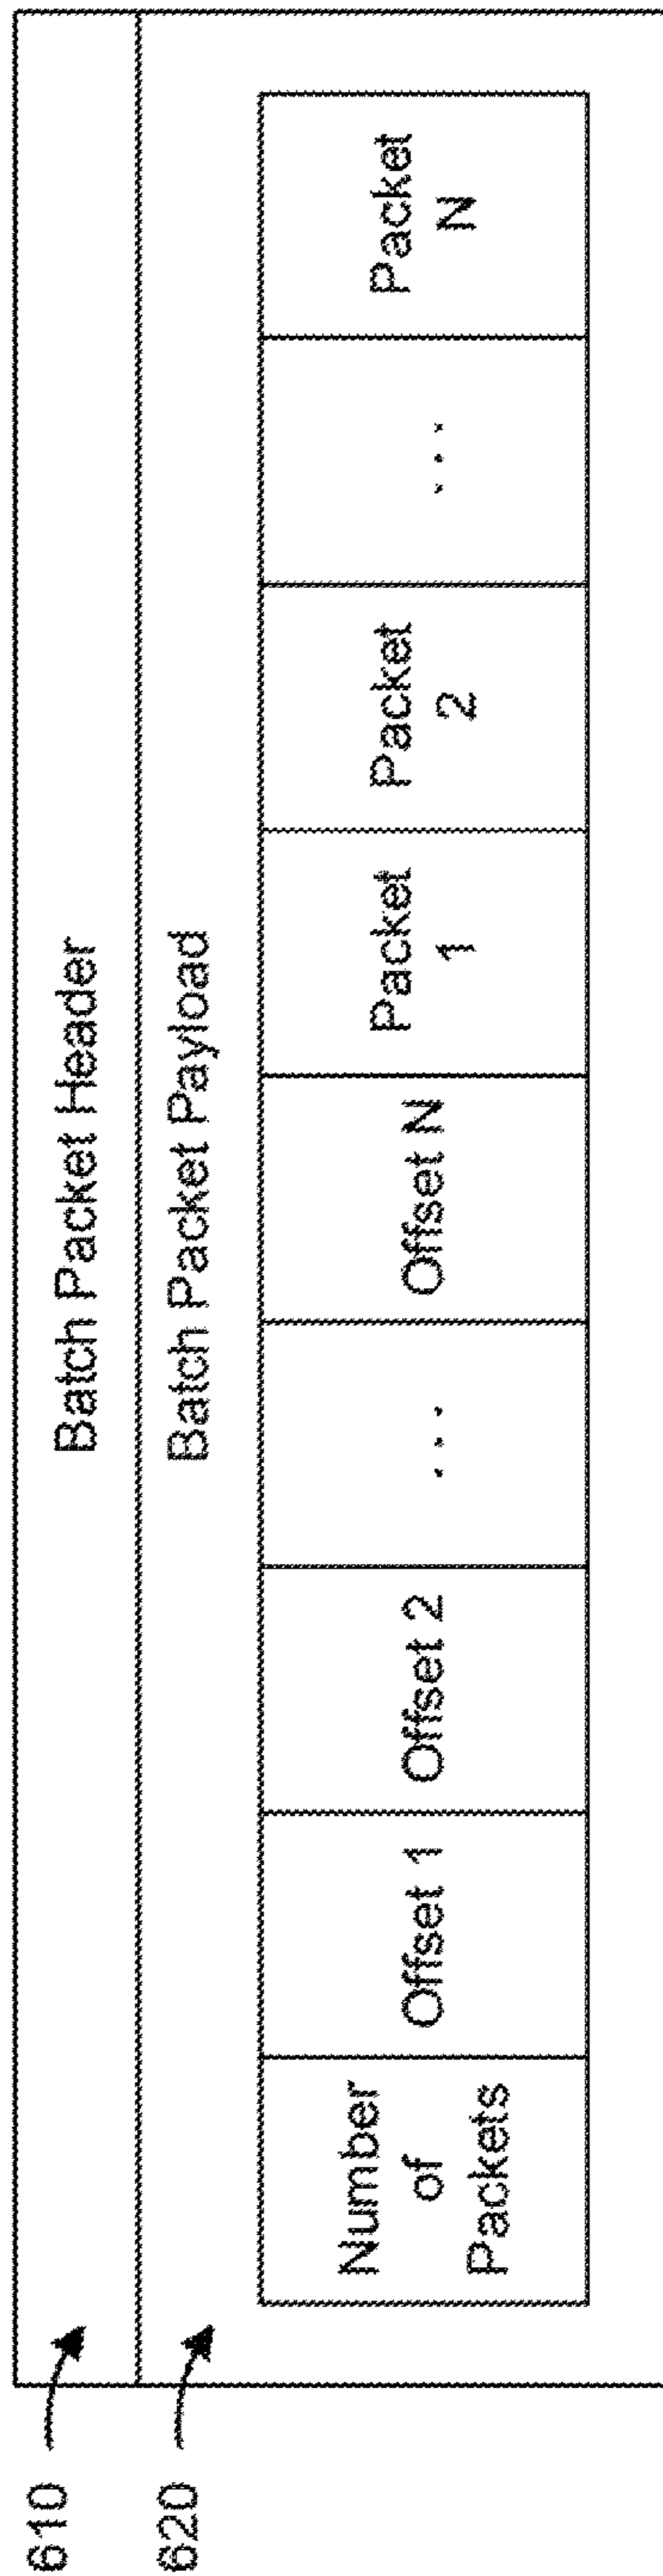 610
Batch Packet Header
620
Batch Packet Payload
Number
of
Packets
Offset 1
Offset 2
...
Offset N
Packet
1
Packet
2
...
Packet
N